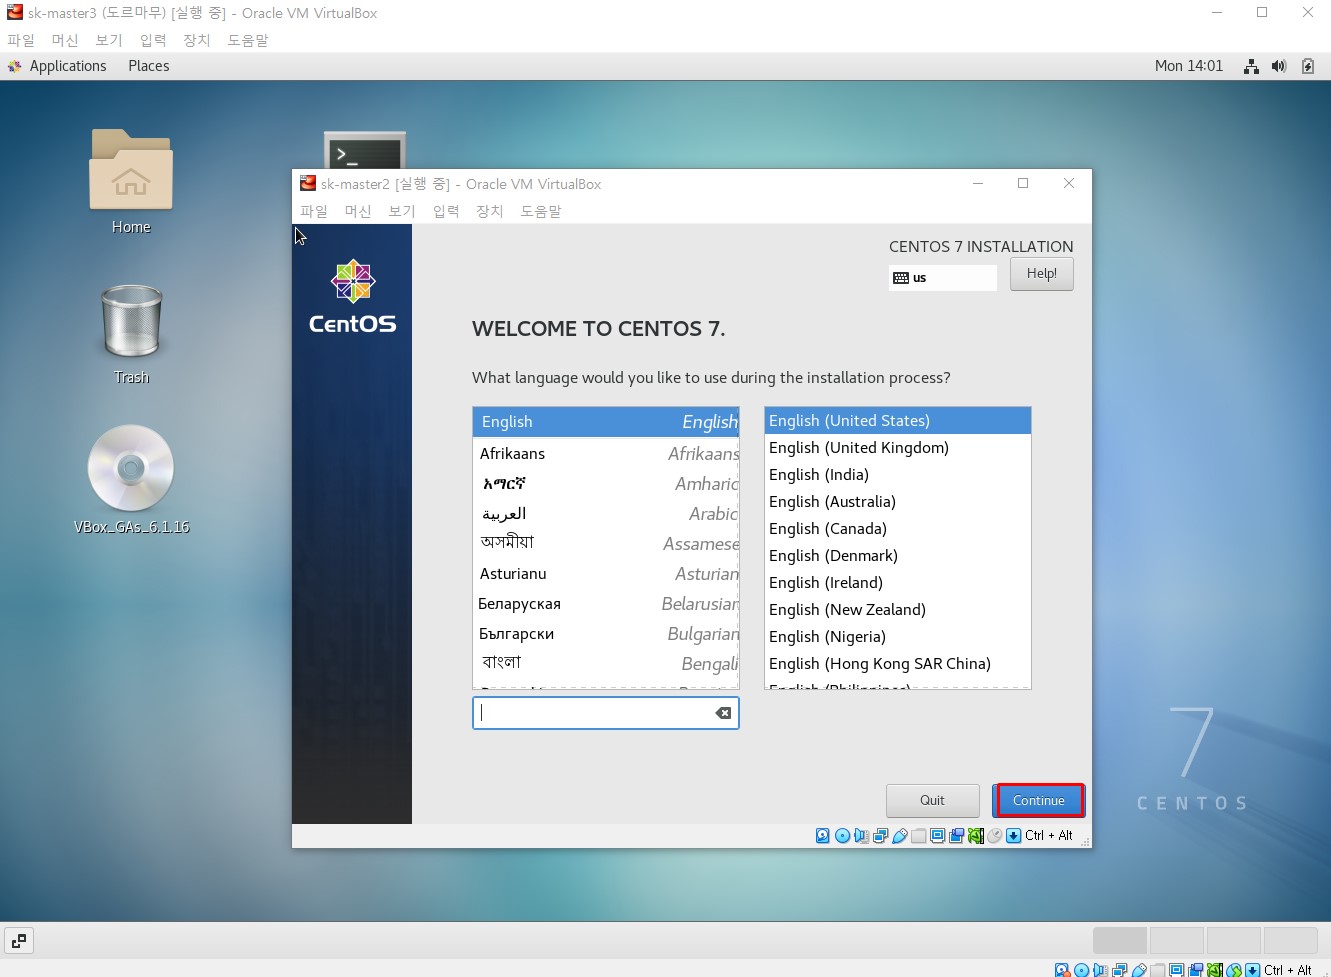 sk-master3 (도르마무) [실행 중] - Oracle VM VirtualBox
파일 머신 보기 입력 장치 도움말
Applications Places Mon 14:01
Home
Trash
VBox_GAs_6.1.16
>_
sk-master2 [실행 중] - Oracle VM VirtualBox
파일 머신 보기 입력 장치 도움말
CentOS
CENTOS 7 INSTALLATION
us Help!
WELCOME TO CENTOS 7.
What language would you like to use during the installation process?
English English
Afrikaans Afrikaans
አማርኛ Amharic
العربية Arabic
অসমীয়া Assamese
Asturianu Asturian
Беларуская Belarusian
Български Bulgarian
বাংলা Bengali
English (United States)
English (United Kingdom)
English (India)
English (Australia)
English (Canada)
English (Denmark)
English (Ireland)
English (New Zealand)
English (Nigeria)
English (Hong Kong SAR China)
English (Philippines)
Quit Continue
Ctrl + Alt
7
CENTOS
Ctrl + Alt